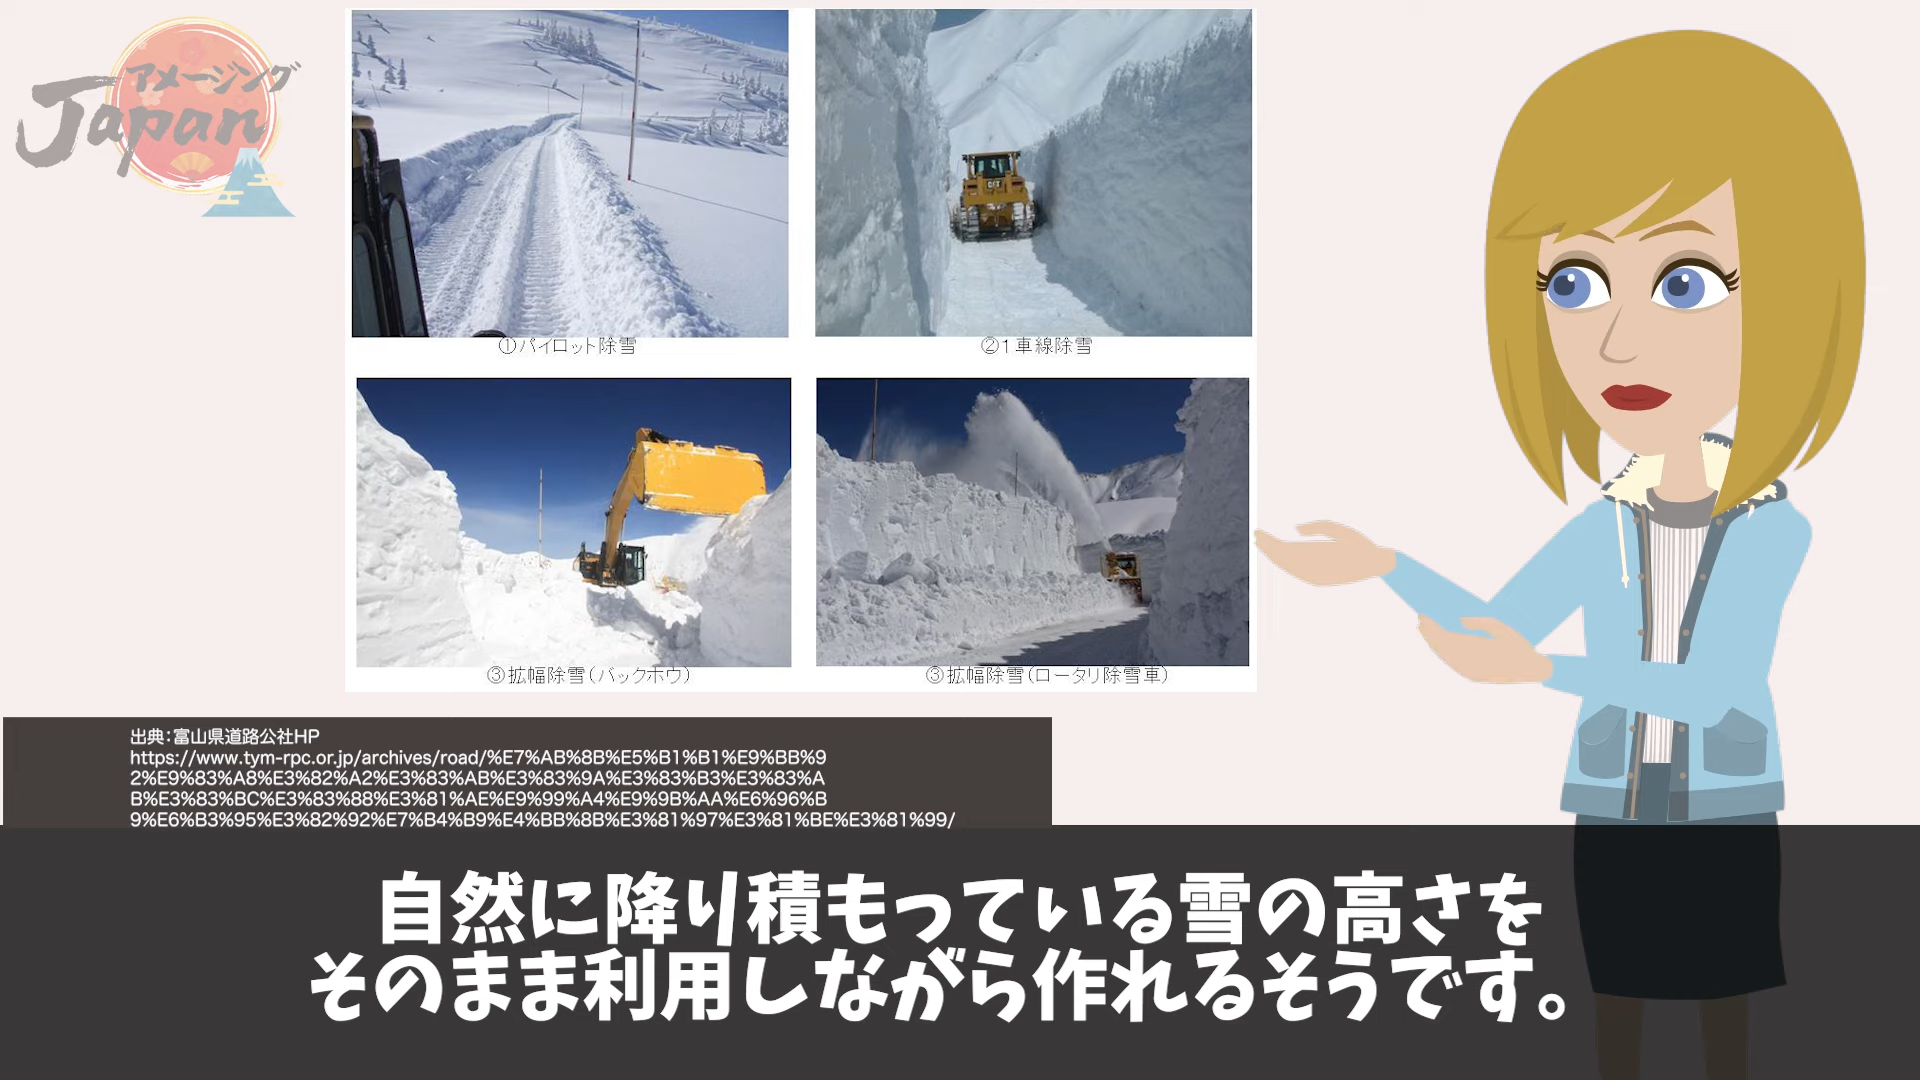 アメージング
Japan
①パイロット除雪
②1車線除雪
CAT
③拡幅除雪(バックホウ)
③拡幅除雪(ロータリ除雪車)
出典:富山県道路公社HP
https://www.tym-rpc.or.jp/archives/road/%E7%AB%8B%E5%B1%B1%E9%BB%9
2%E9%83%A8%E3%82%A2%E3%83%AB%E3%83%9A%E3%83%B3%E3%83%A
B%E3%83%BC%E3%83%88%E3%81%AE%E9%99%A4%E9%9B%AA%E6%96%B
9%E6%B3%95%E3%82%92%E7%B4%B9%E4%BB%8B%E3%81%97%E3%81%BE%E3%81%99/
自然に降り積もっている雪の高さを
そのまま利用しながら作れるそうです。